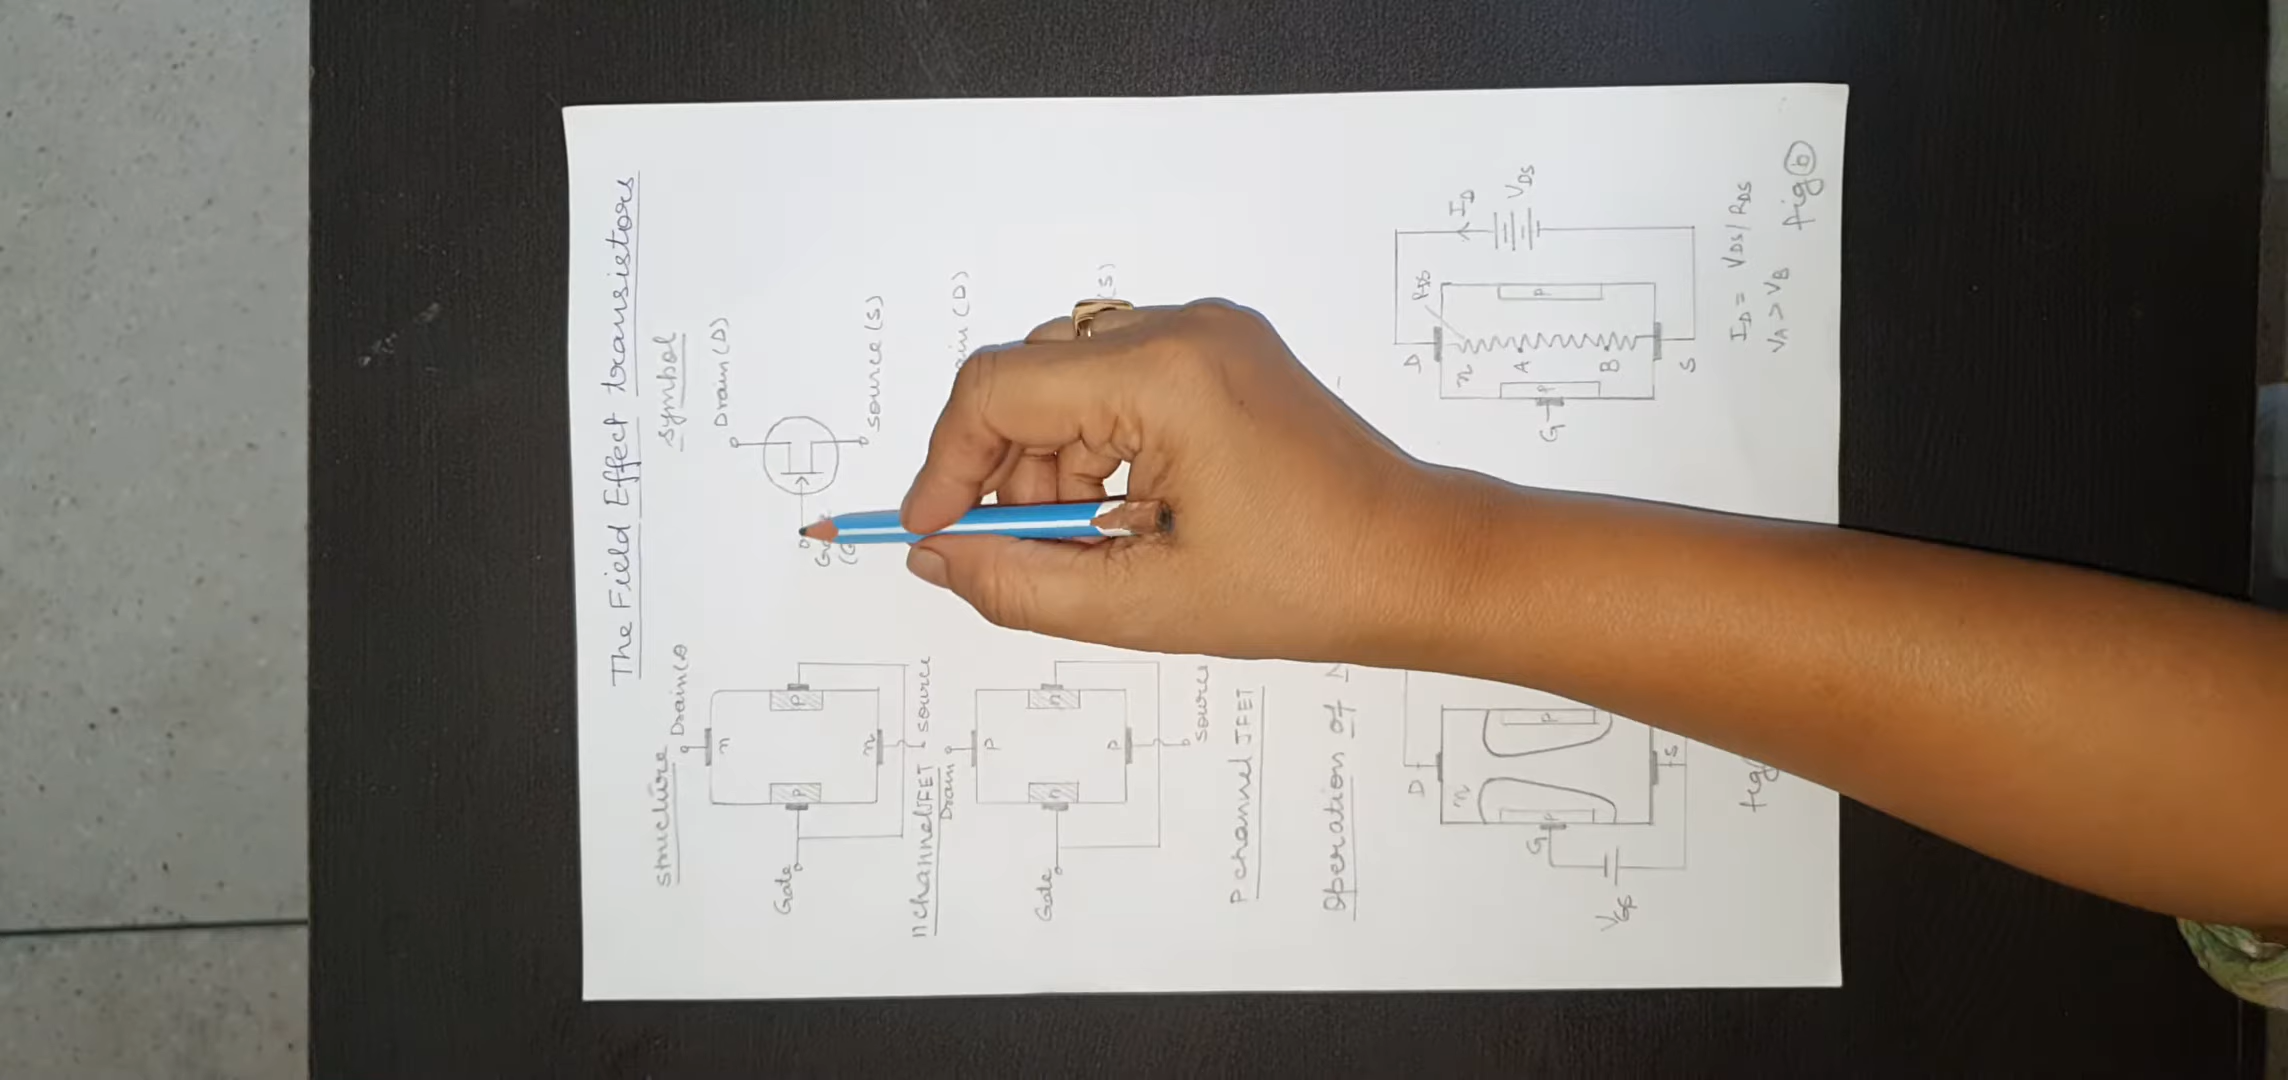 The Field Effect transistors
structure
symbol
Drain(D
n
P
P
Gate
n
source
n channel JFET
Drain(D)
source(S)
Drain
P
n
n
Gate
P
source
P channel JFET
(D)
(S)
Operation of
D
n
P
P
G
VGS
S
D
RDS
n
A
B
P
P
G
S
ID
VDS
ID = VDS/RDS
VA > VB
fig (b)